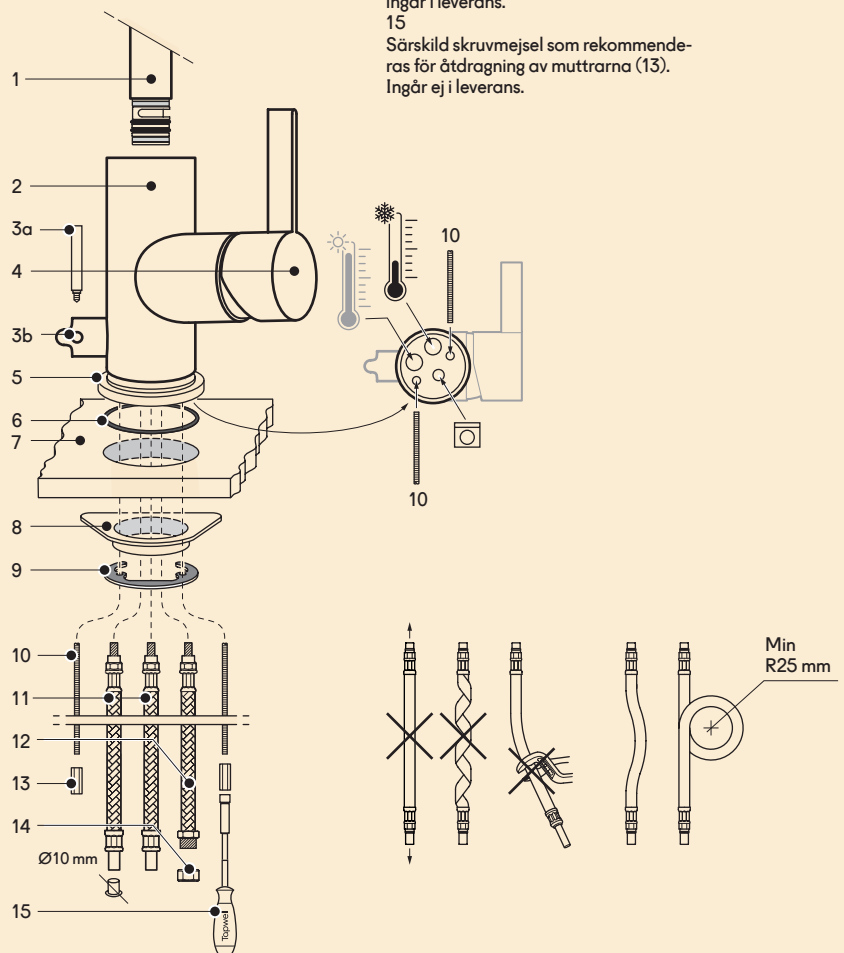 Ingår i leverans.
15
Särskild skruvmejsel som rekommende-
ras för åtdragning av muttrarna (13).
Ingår ej i leverans.
1
2
3a
4
3b
5
6
7
8
9
10
11
12
13
14
Ø10 mm
15
10
10
Min
R25 mm
Tapwell